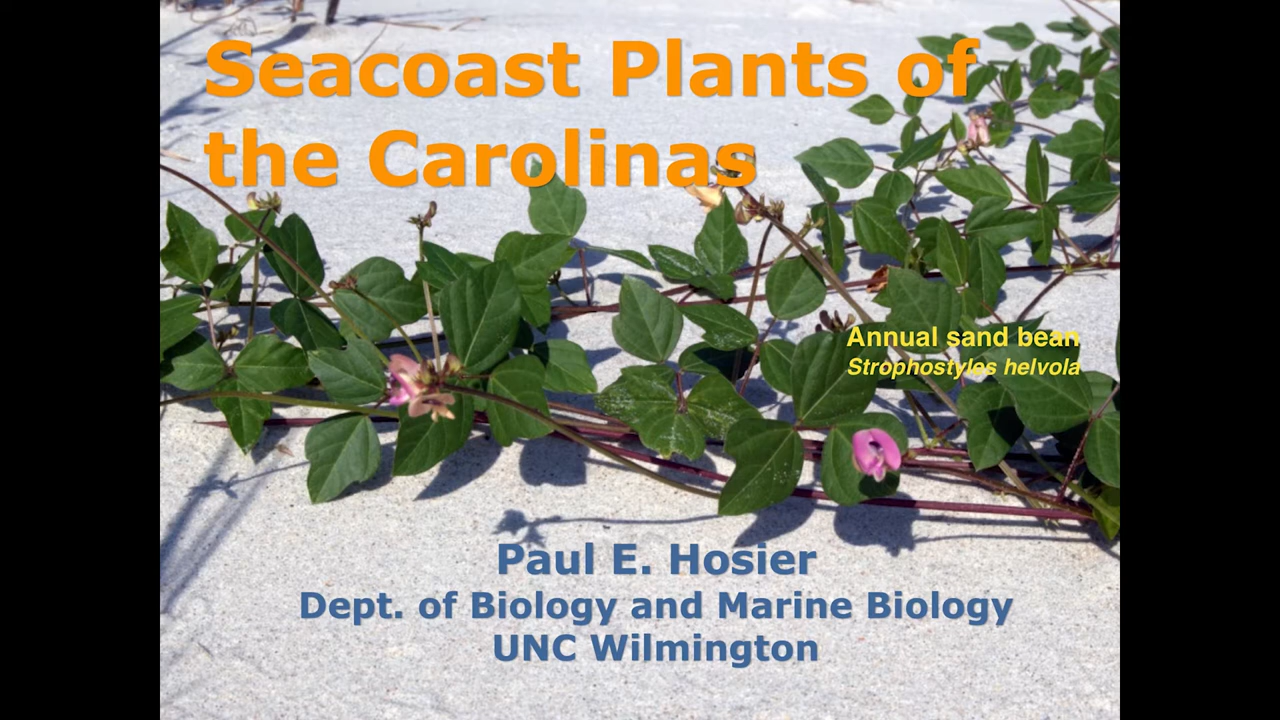 Seacoast Plants of
the Carolinas
Annual sand bean
Strophostyles helvola
Paul E. Hosier
Dept. of Biology and Marine Biology
UNC Wilmington